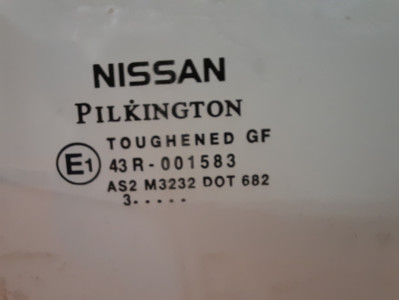 NISSAN
PILKINGTON
TOUGHENED GF
E1 43R-001583
AS2 M3232 DOT 682
3.....